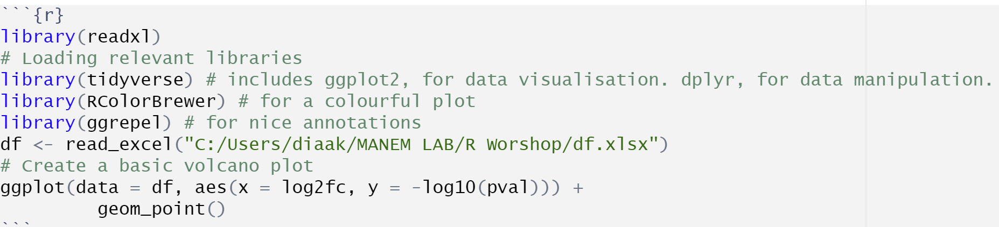 ```{r}
library(readxl)
# Loading relevant libraries
library(tidyverse) # includes ggplot2, for data visualisation. dplyr, for data manipulation.
library(RColorBrewer) # for a colourful plot
library(ggrepel) # for nice annotations
df <- read_excel("C:/Users/diaak/MANEM LAB/R Worshop/df.xlsx")
# Create a basic volcano plot
ggplot(data = df, aes(x = log2fc, y = -log10(pval))) +
         geom_point()
```